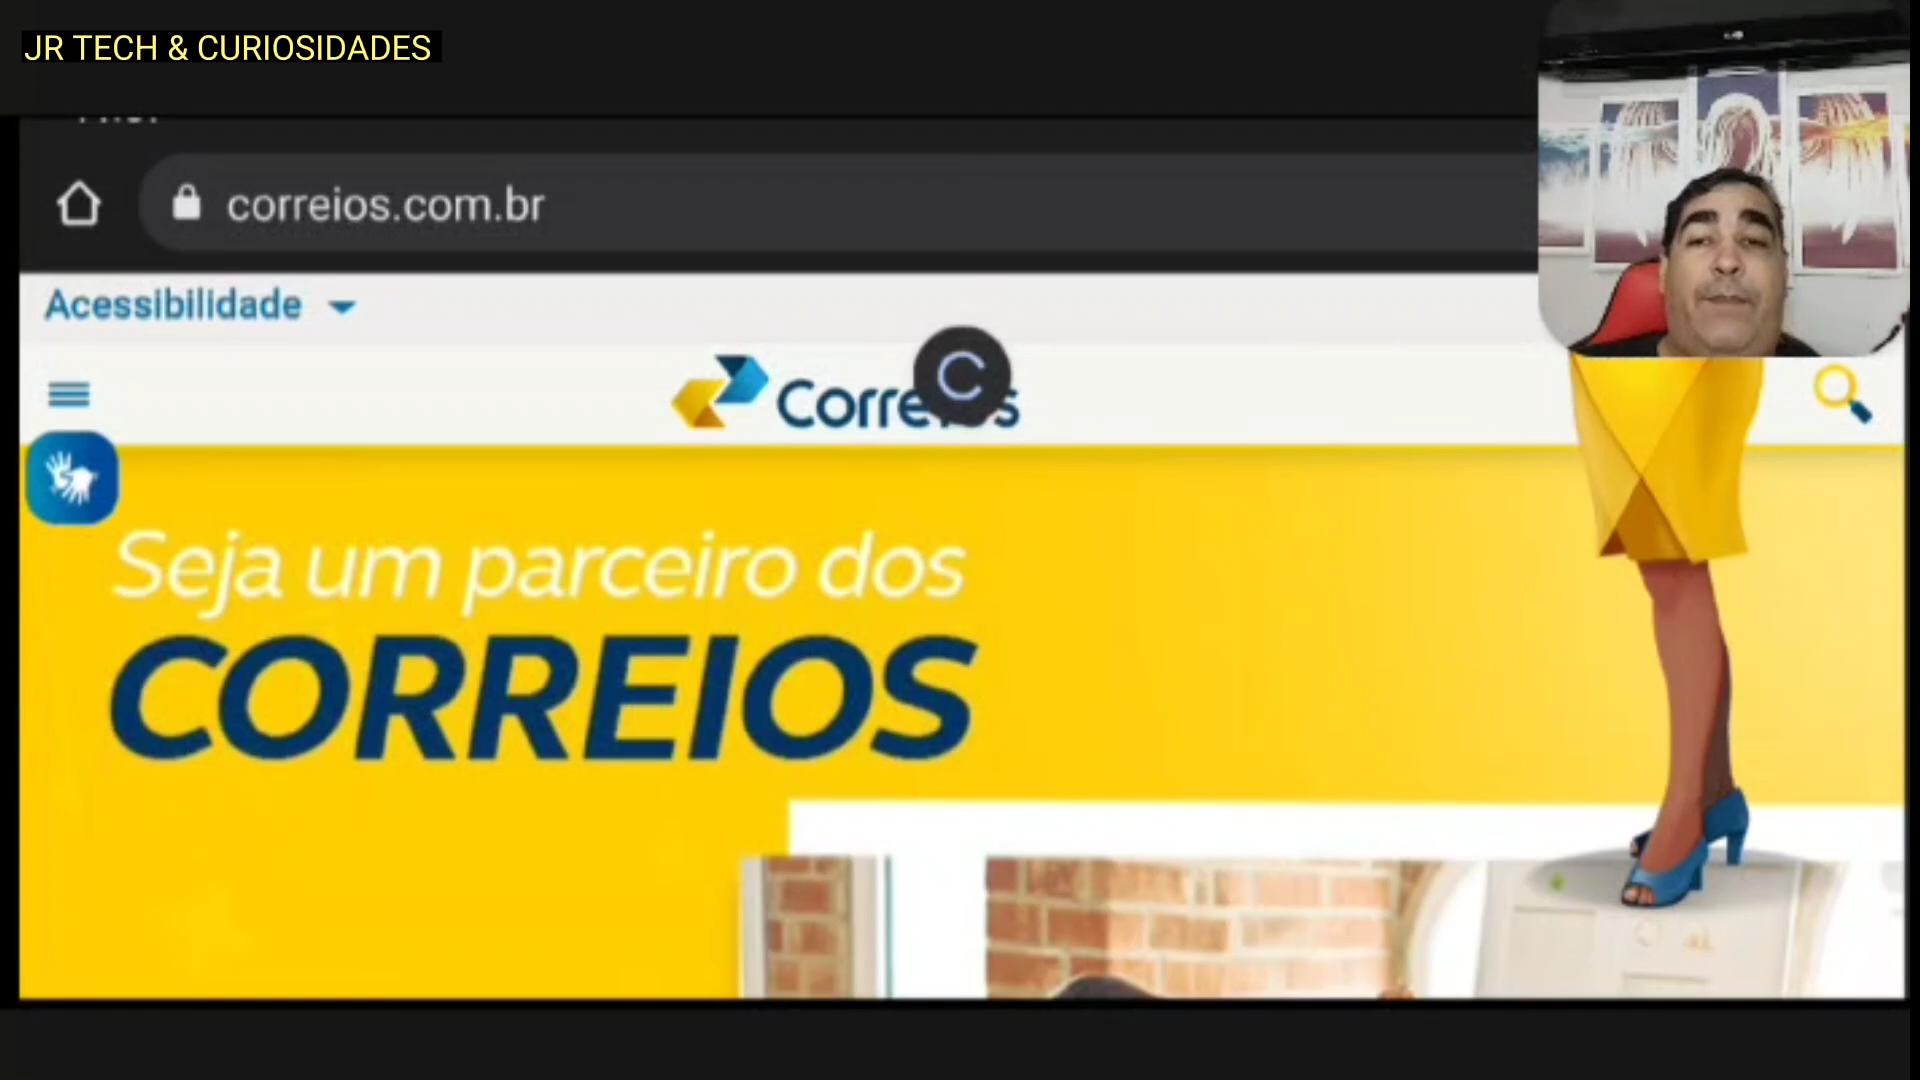 JR TECH & CURIOSIDADES
correios.com.br
Acessibilidade
C
Seja um parceiro dos
CORREIOS